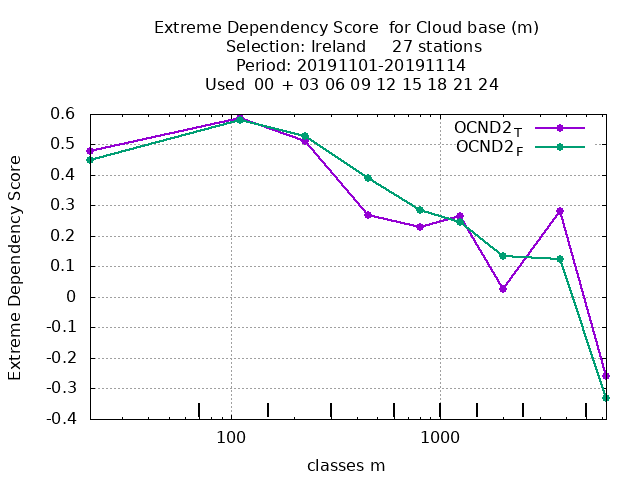 Extreme Dependency Score  for Cloud base (m)
Selection: Ireland     27 stations
Period: 20191101-20191114
Used  00  + 03 06 09 12 15 18 21 24
OCND2T
OCND2F
Extreme Dependency Score
0.6
0.5
0.4
0.3
0.2
0.1
0
-0.1
-0.2
-0.3
-0.4
100 1000
classes m